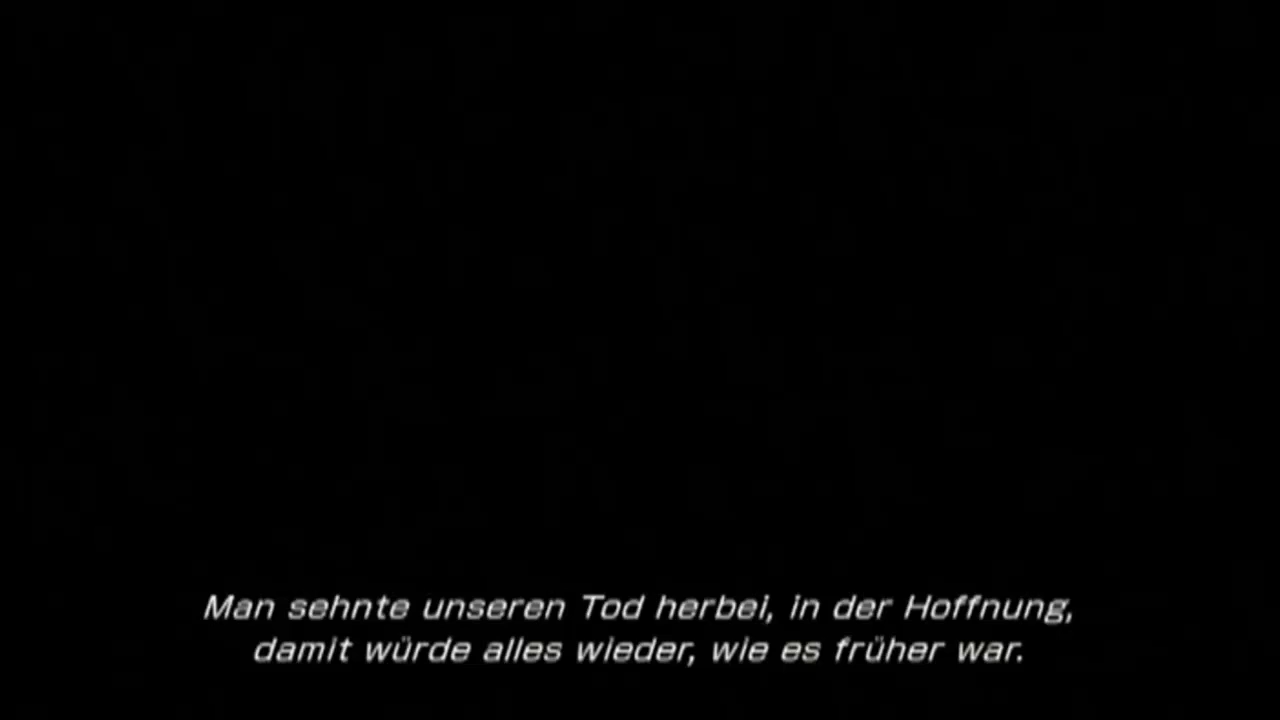 Man sehnte unseren Tod herbei, in der Hoffnung,
damit würde alles wieder, wie es früher war.